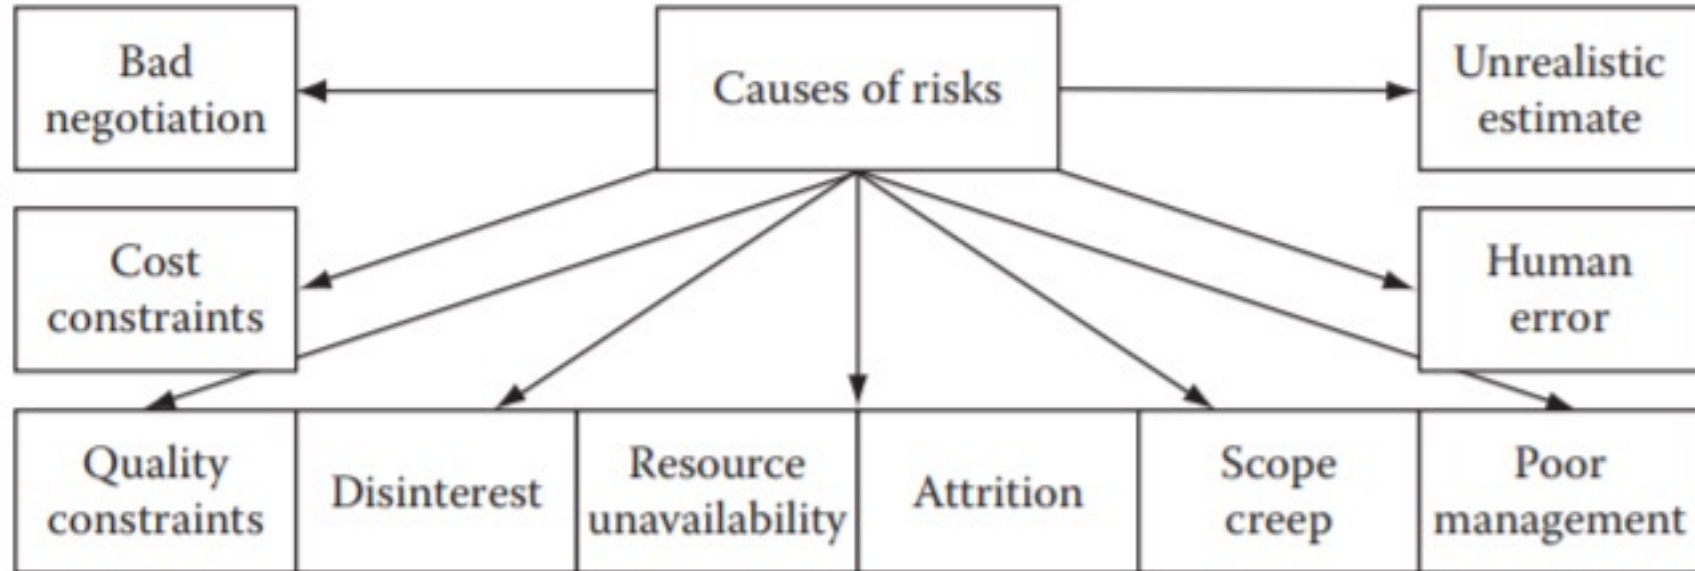 Bad
negotiation
Causes of risks
Unrealistic
estimate
Cost
constraints
Human
error
Quality
constraints
Disinterest
Resource
unavailability
Attrition
Scope
creep
Poor
management